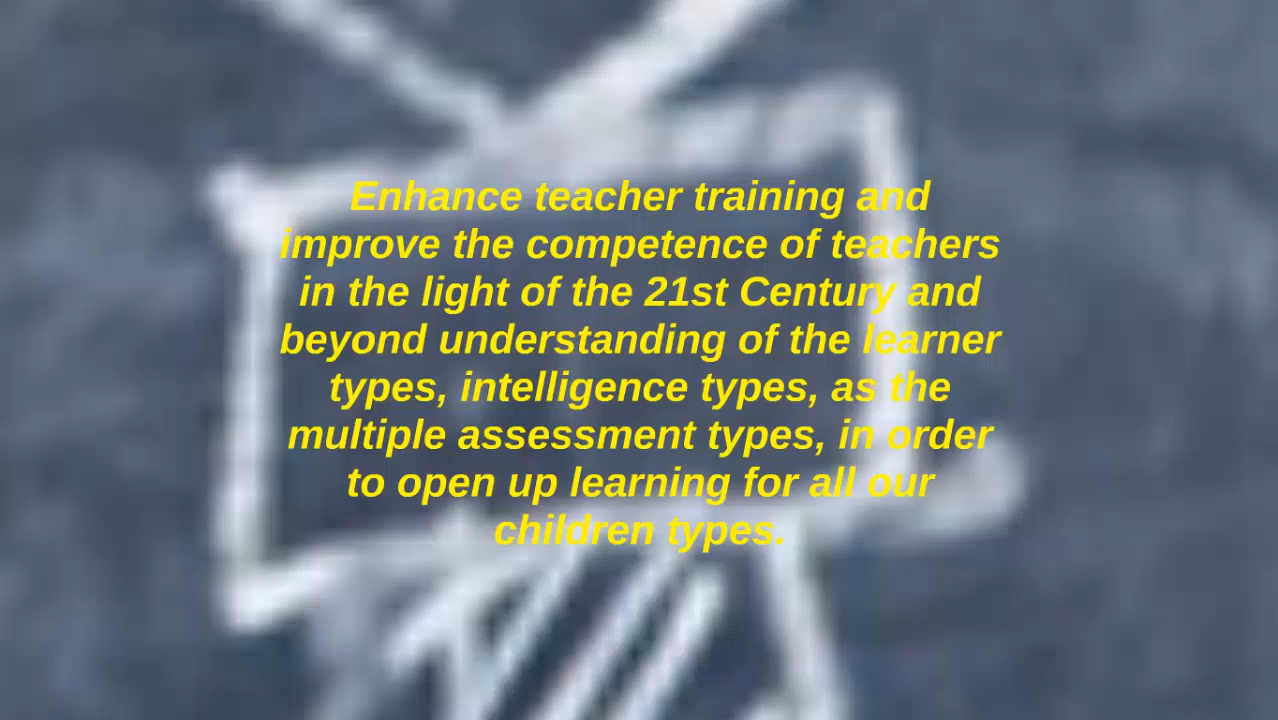 Enhance teacher training and
improve the competence of teachers
in the light of the 21st Century and
beyond understanding of the learner
types, intelligence types, as the
multiple assessment types, in order
to open up learning for all our
children types.